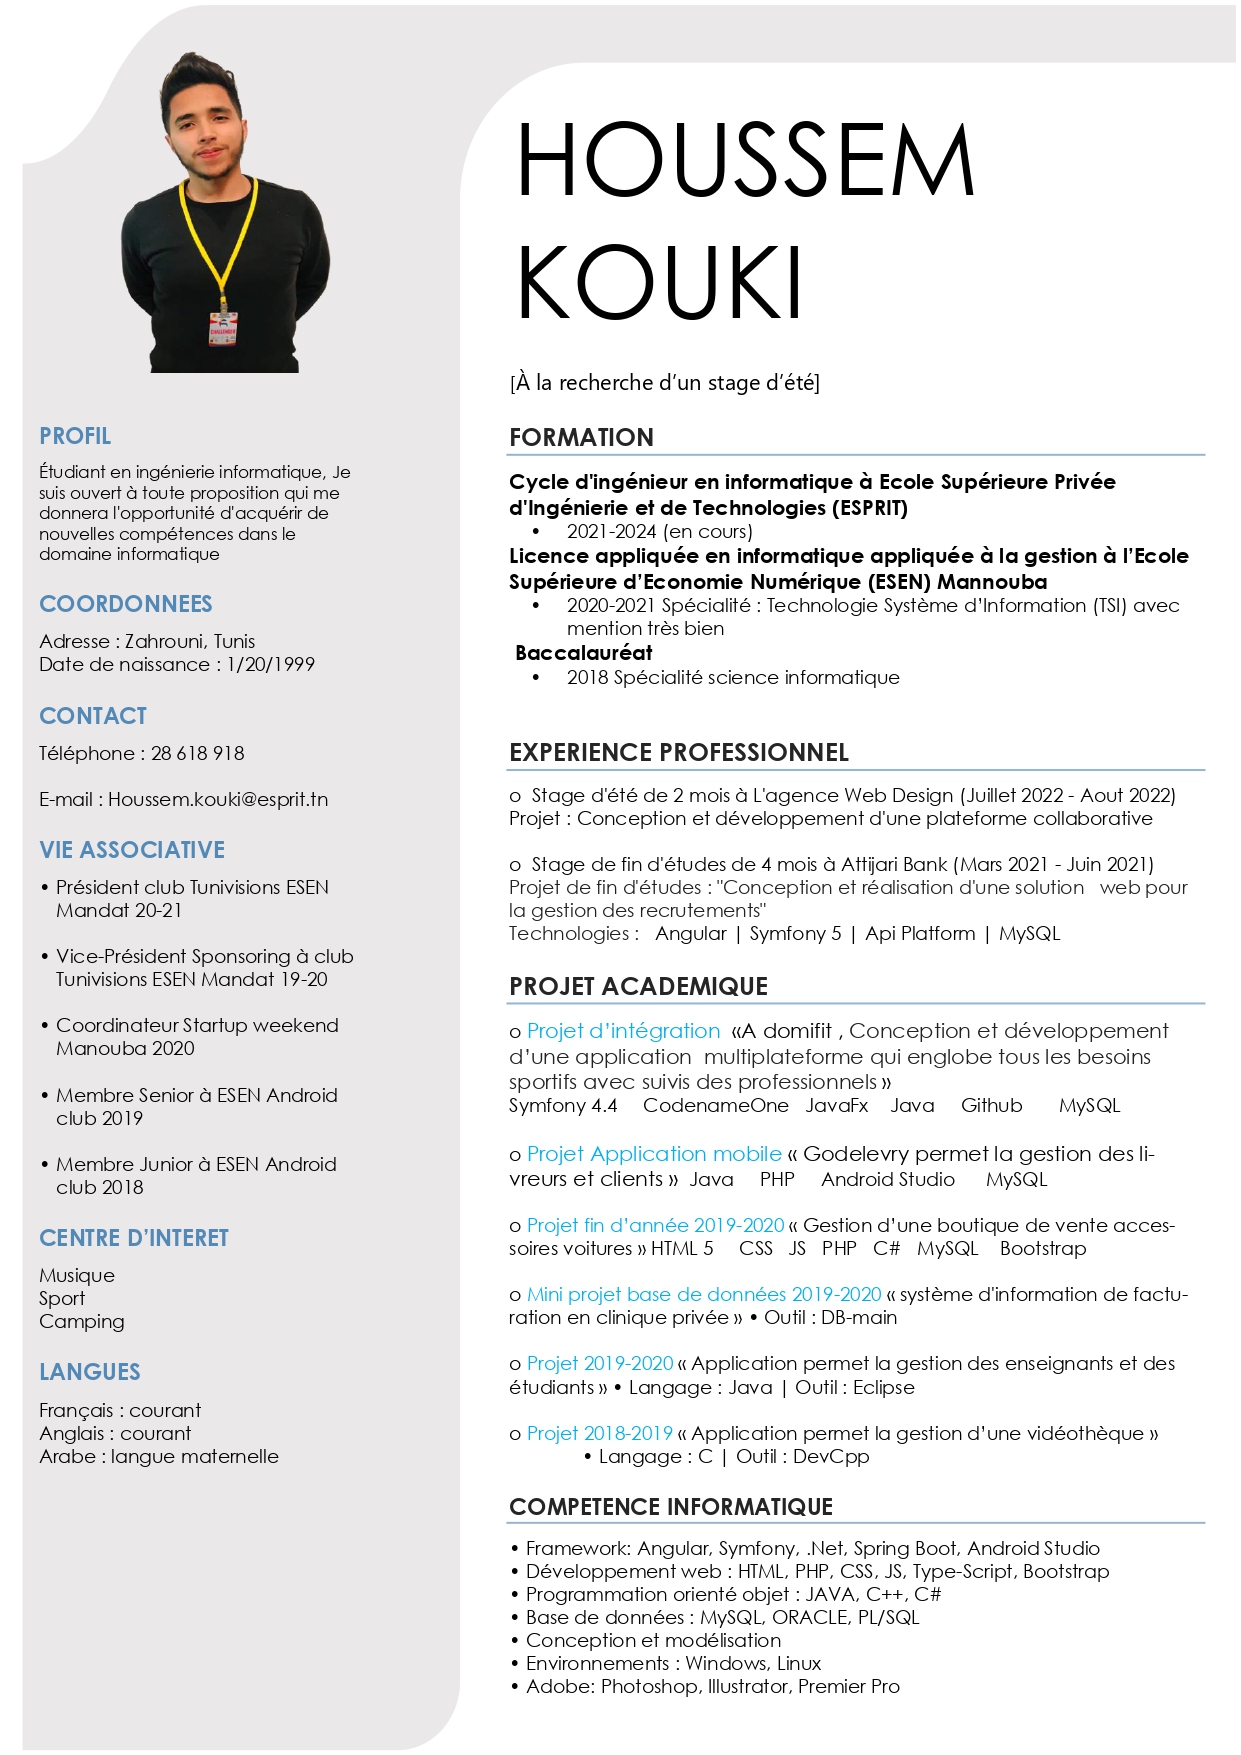 HOUSSEM
KOUKI
[À la recherche d’un stage d’été]
CHALLENGER
PROFIL
Étudiant en ingénierie informatique, Je
suis ouvert à toute proposition qui me
donnera l'opportunité d'acquérir de
nouvelles compétences dans le
domaine informatique
COORDONNEES
Adresse : Zahrouni, Tunis
Date de naissance : 1/20/1999
CONTACT
Téléphone : 28 618 918
E-mail : Houssem.kouki@esprit.tn
VIE ASSOCIATIVE
• Président club Tunivisions ESEN
Mandat 20-21
• Vice-Président Sponsoring à club
Tunivisions ESEN Mandat 19-20
• Coordinateur Startup weekend
Manouba 2020
• Membre Senior à ESEN Android
club 2019
• Membre Junior à ESEN Android
club 2018
CENTRE D’INTERET
Musique
Sport
Camping
LANGUES
Français : courant
Anglais : courant
Arabe : langue maternelle
FORMATION
Cycle d'ingénieur en informatique à Ecole Supérieure Privée
d'Ingénierie et de Technologies (ESPRIT)
• 2021-2024 (en cours)
Licence appliquée en informatique appliquée à la gestion à l’Ecole
Supérieure d’Economie Numérique (ESEN) Mannouba
• 2020-2021 Spécialité : Technologie Système d’Information (TSI) avec
mention très bien
Baccalauréat
• 2018 Spécialité science informatique
EXPERIENCE PROFESSIONNEL
o Stage d'été de 2 mois à L'agence Web Design (Juillet 2022 - Aout 2022)
Projet : Conception et développement d'une plateforme collaborative
o Stage de fin d'études de 4 mois à Attijari Bank (Mars 2021 - Juin 2021)
Projet de fin d'études : "Conception et réalisation d'une solution web pour
la gestion des recrutements"
Technologies : Angular | Symfony 5 | Api Platform | MySQL
PROJET ACADEMIQUE
o Projet d’intégration «A domifit , Conception et développement
d’une application multiplateforme qui englobe tous les besoins
sportifs avec suivis des professionnels »
Symfony 4.4 CodenameOne JavaFx Java Github MySQL
o Projet Application mobile « Godelevry permet la gestion des li-
vreurs et clients » Java PHP Android Studio MySQL
o Projet fin d’année 2019-2020 « Gestion d’une boutique de vente acces-
soires voitures » HTML 5 CSS JS PHP C# MySQL Bootstrap
o Mini projet base de données 2019-2020 « système d'information de factu-
ration en clinique privée » • Outil : DB-main
o Projet 2019-2020 « Application permet la gestion des enseignants et des
étudiants » • Langage : Java | Outil : Eclipse
o Projet 2018-2019 « Application permet la gestion d’une vidéothèque »
• Langage : C | Outil : DevCpp
COMPETENCE INFORMATIQUE
• Framework: Angular, Symfony, .Net, Spring Boot, Android Studio
• Développement web : HTML, PHP, CSS, JS, Type-Script, Bootstrap
• Programmation orienté objet : JAVA, C++, C#
• Base de données : MySQL, ORACLE, PL/SQL
• Conception et modélisation
• Environnements : Windows, Linux
• Adobe: Photoshop, Illustrator, Premier Pro